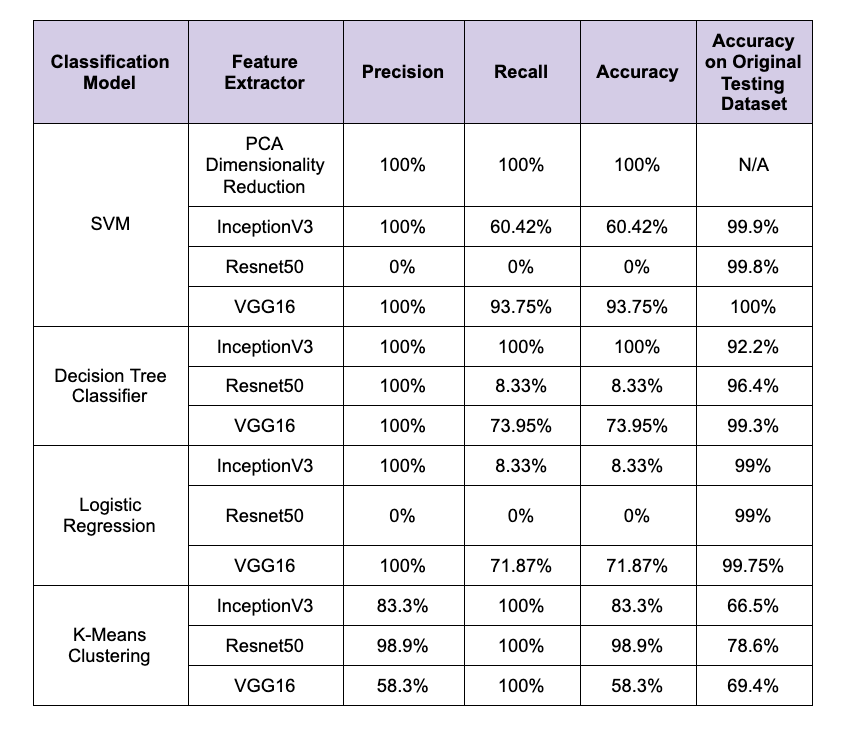 Classification Model | Feature Extractor | Precision | Recall | Accuracy | Accuracy on Original Testing Dataset
SVM | PCA Dimensionality Reduction | 100% | 100% | 100% | N/A
InceptionV3 | 100% | 60.42% | 60.42% | 99.9%
Resnet50 | 0% | 0% | 0% | 99.8%
VGG16 | 100% | 93.75% | 93.75% | 100%
Decision Tree Classifier | InceptionV3 | 100% | 100% | 100% | 92.2%
Resnet50 | 100% | 8.33% | 8.33% | 96.4%
VGG16 | 100% | 73.95% | 73.95% | 99.3%
Logistic Regression | InceptionV3 | 100% | 8.33% | 8.33% | 99%
Resnet50 | 0% | 0% | 0% | 99%
VGG16 | 100% | 71.87% | 71.87% | 99.75%
K-Means Clustering | InceptionV3 | 83.3% | 100% | 83.3% | 66.5%
Resnet50 | 98.9% | 100% | 98.9% | 78.6%
VGG16 | 58.3% | 100% | 58.3% | 69.4%